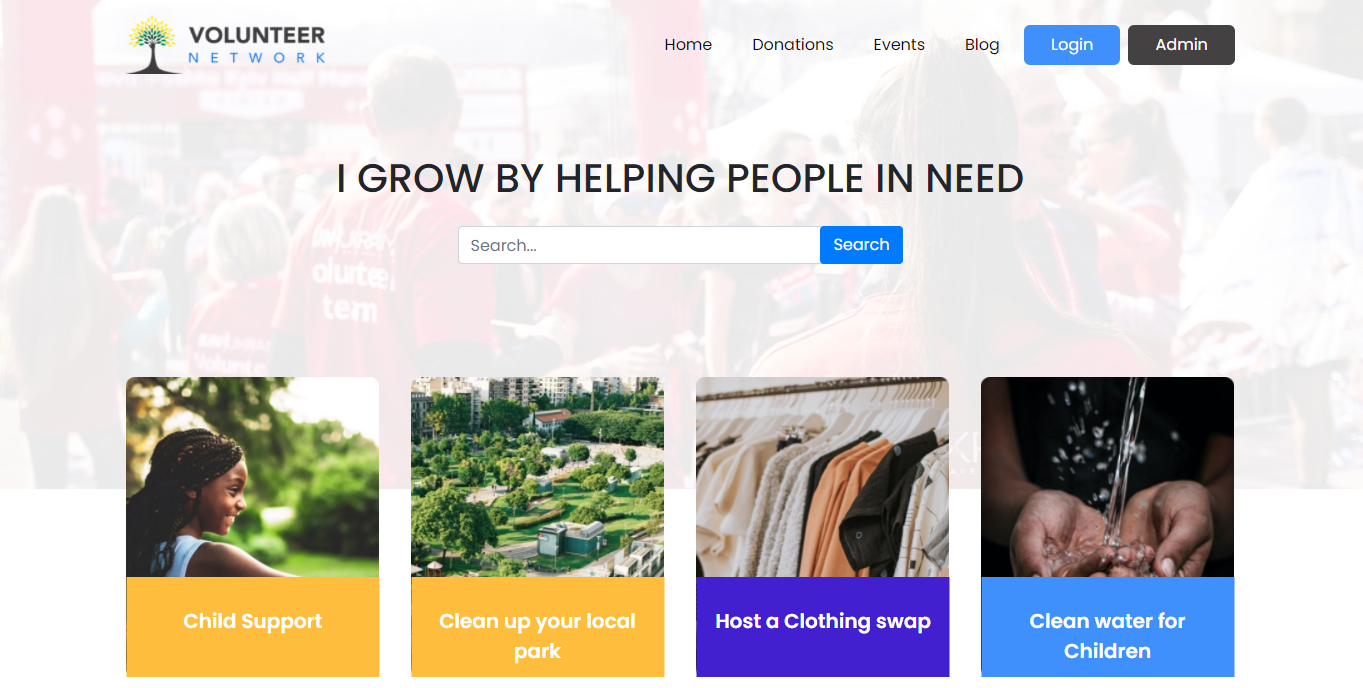 VOLUNTEER
NETWORK
Home
Donations
Events
Blog
Login
Admin
I GROW BY HELPING PEOPLE IN NEED
Search...
Search
Child Support
Clean up your local
park
Host a Clothing swap
Clean water for
Children